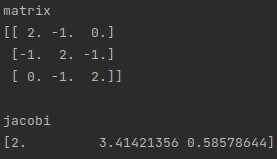 matrix
[[ 2. -1.  0.]
 [-1.  2. -1.]
 [ 0. -1.  2.]]
jacobi
[2.         3.41421356 0.58578644]